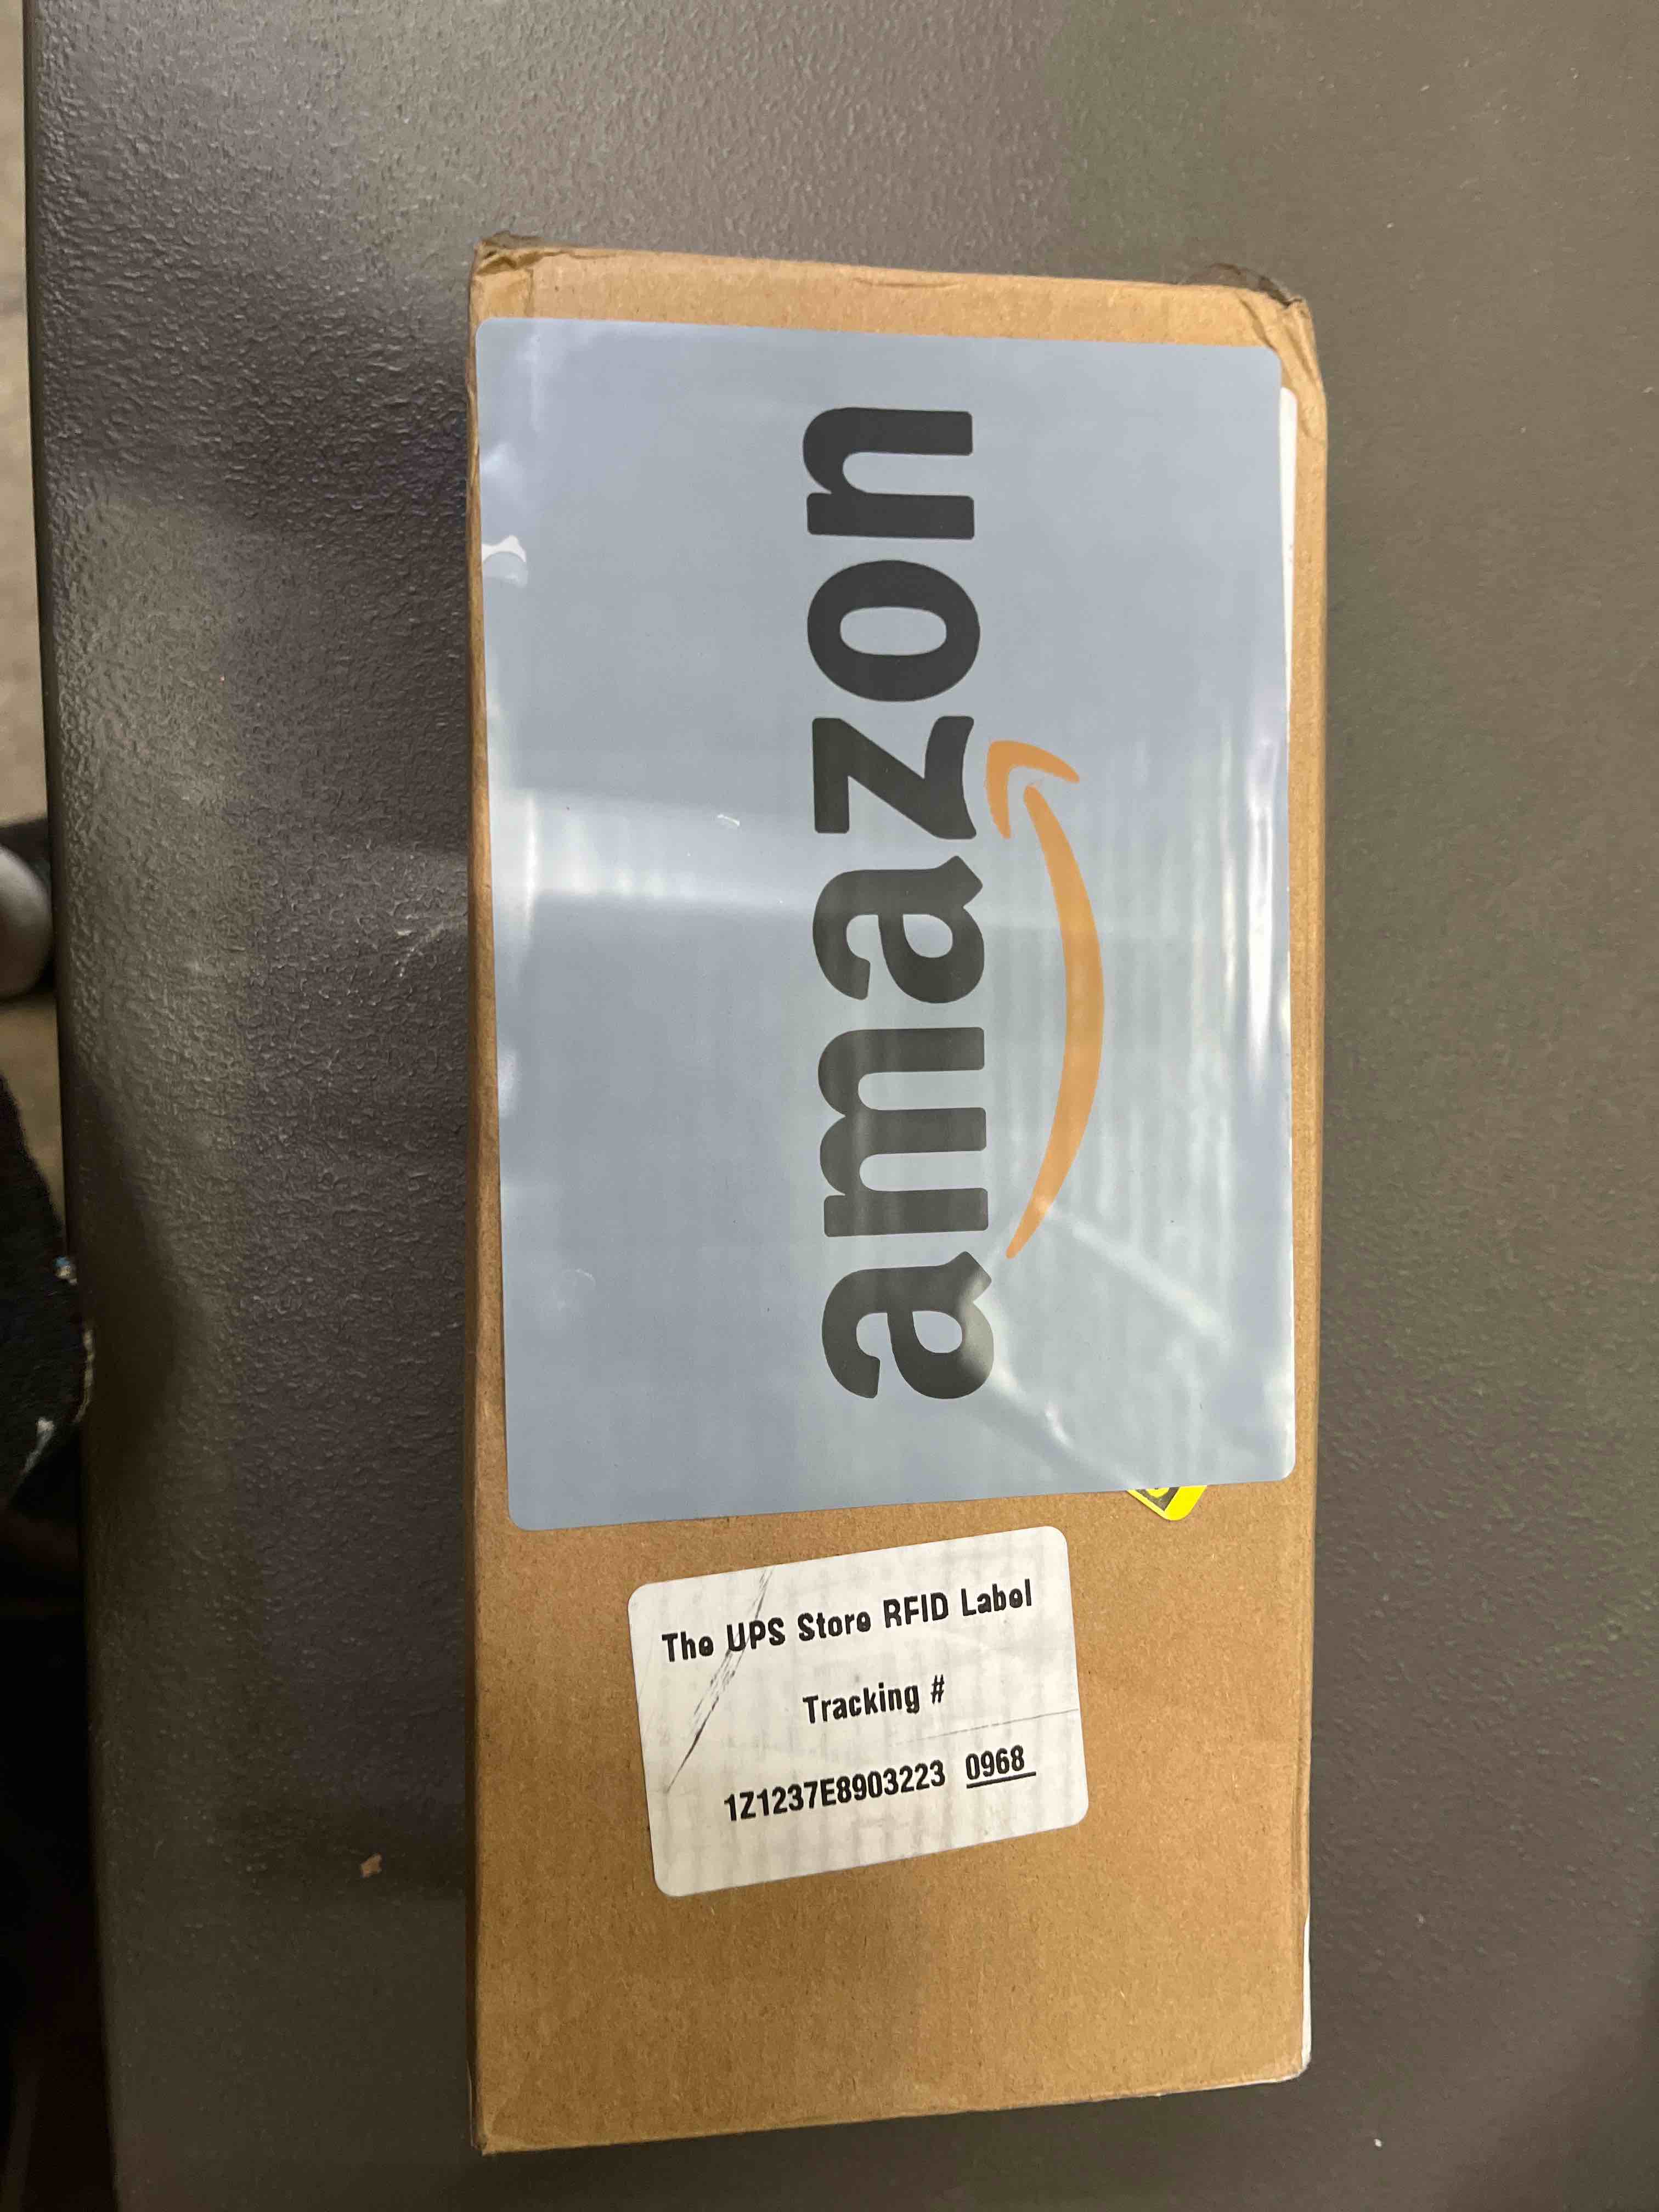 amazon
The UPS Store RFID Label
Tracking #
1Z1237E8903223 0968